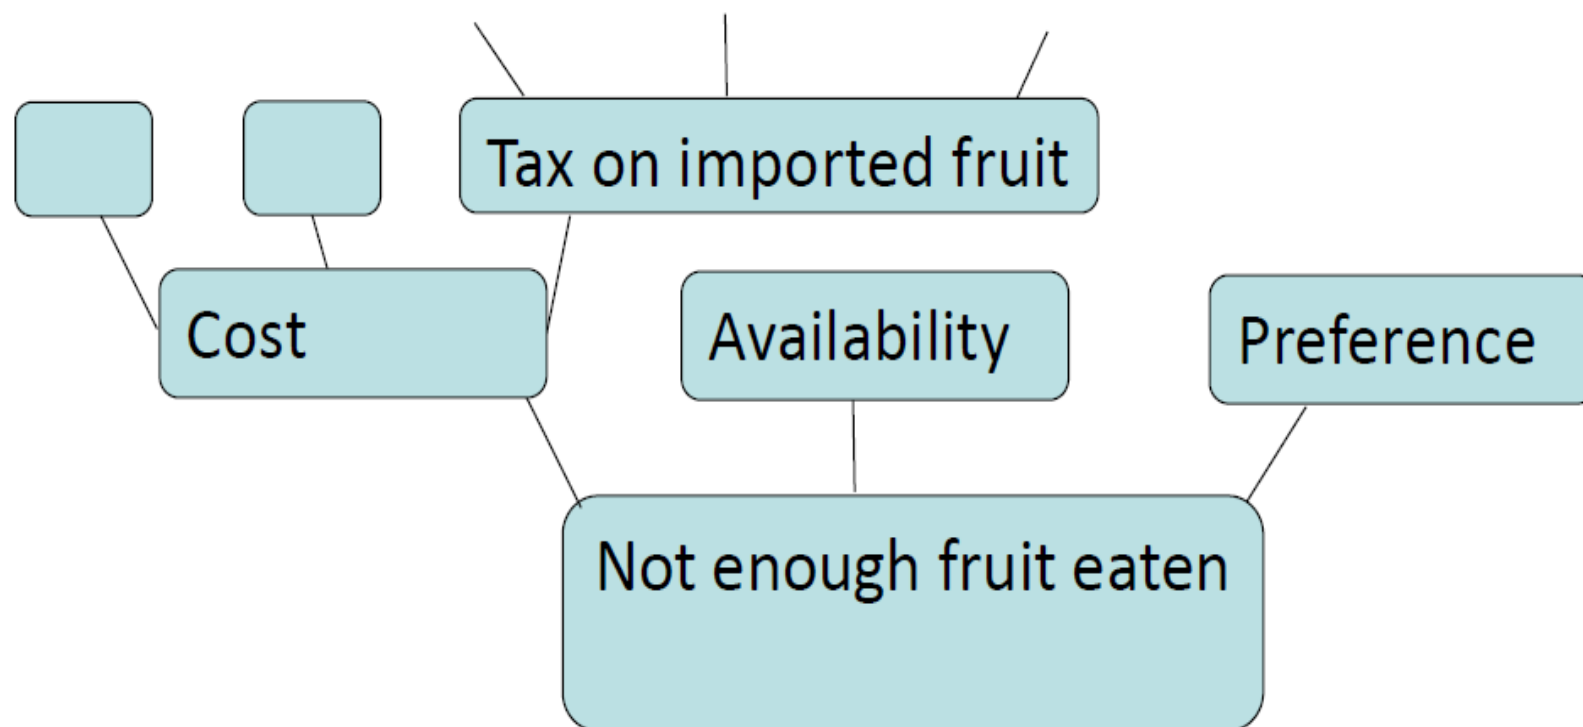 Tax on imported fruit
Cost
Availability
Preference
Not enough fruit eaten